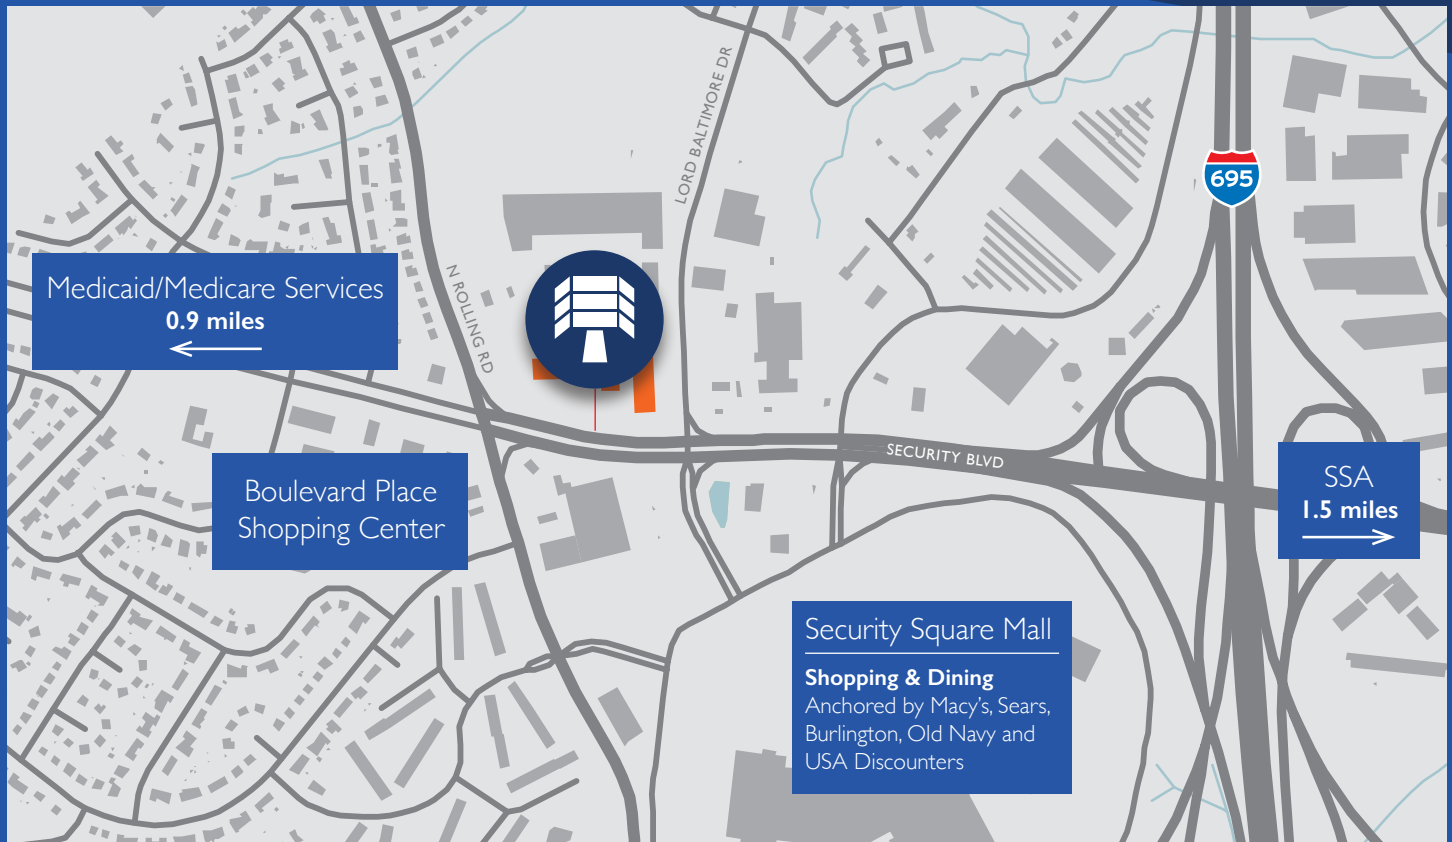 LORD BALTIMORE DR
695
N ROLLING RD
Medicaid/Medicare Services
0.9 miles
SECURITY BLVD
Boulevard Place
Shopping Center
SSA
1.5 miles
Security Square Mall
Shopping & Dining
Anchored by Macy's, Sears,
Burlington, Old Navy and
USA Discounters